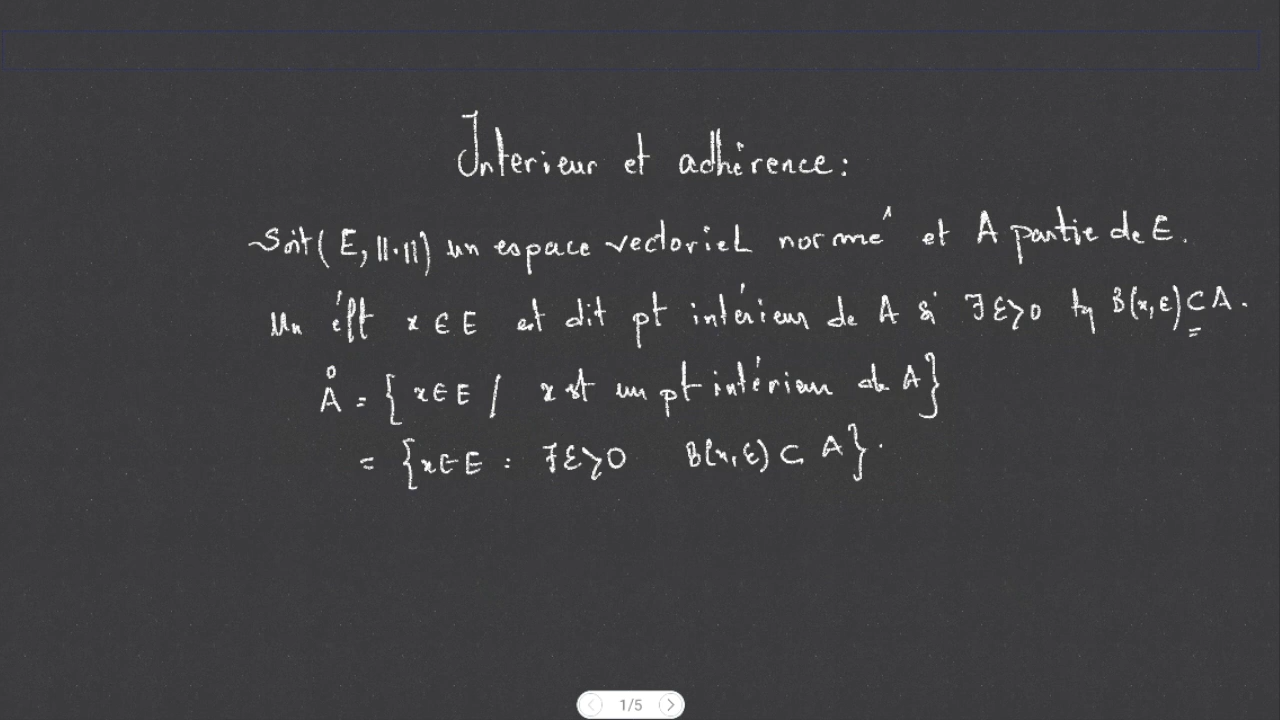 Interieur et adhérence :
Soit (E, ||·||) un espace vectoriel normé et A partie de E.
Un élt x ∈ E est dit pt intérieur de A si ∃ ε>0 tq B(x,ε) ⊂ A.
Å = { x ∈ E / x est un pt intérieur de A }
= { x ∈ E : ∃ ε>0 B(x,ε) ⊂ A }.
1/5